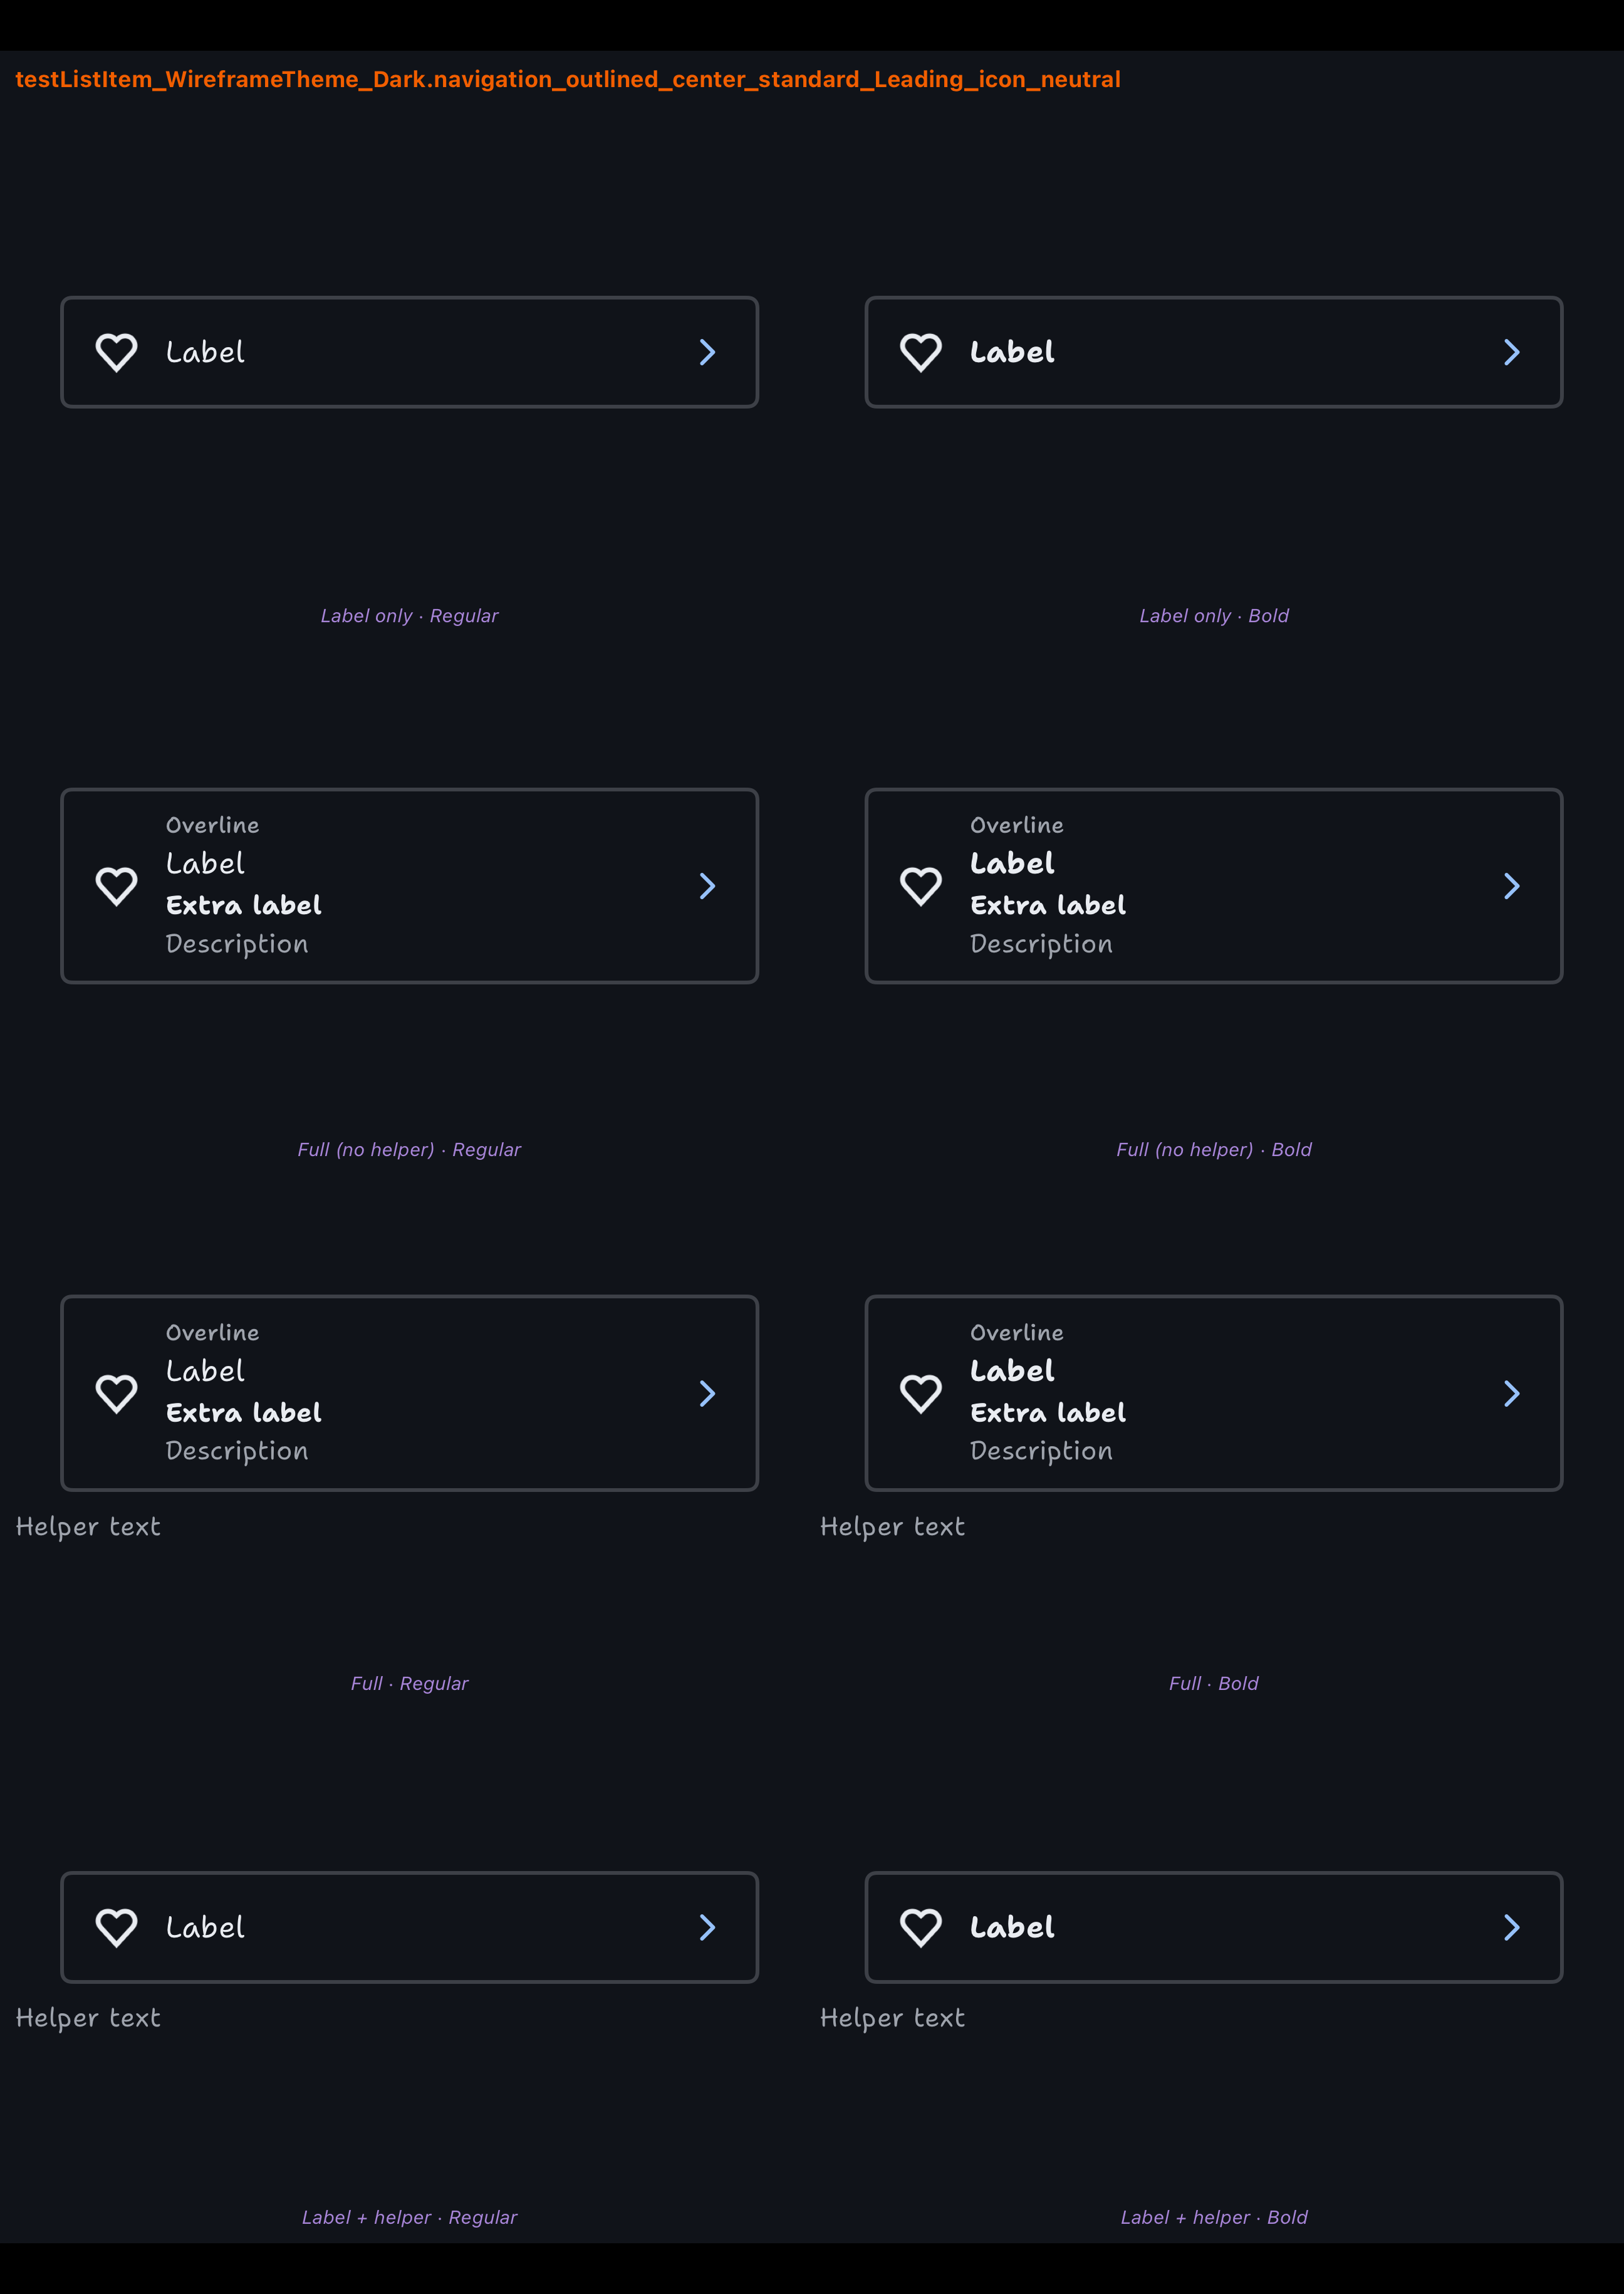 testListItem_WireframeTheme_Dark.navigation_outlined_center_standard_Leading_icon_neutral
Label
Label
Label only · Regular
Label only · Bold
Overline
Label
Extra label
Description
Overline
Label
Extra label
Description
Full (no helper) · Regular
Full (no helper) · Bold
Overline
Label
Extra label
Description
Helper text
Overline
Label
Extra label
Description
Helper text
Full · Regular
Full · Bold
Label
Helper text
Label
Helper text
Label + helper · Regular
Label + helper · Bold